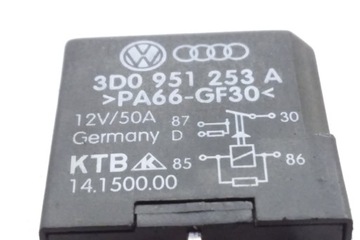 3D0 951 253 A
>PA66-GF30<
12V/50A 87 30
Germany D
KTB 85 86
14.1500.00